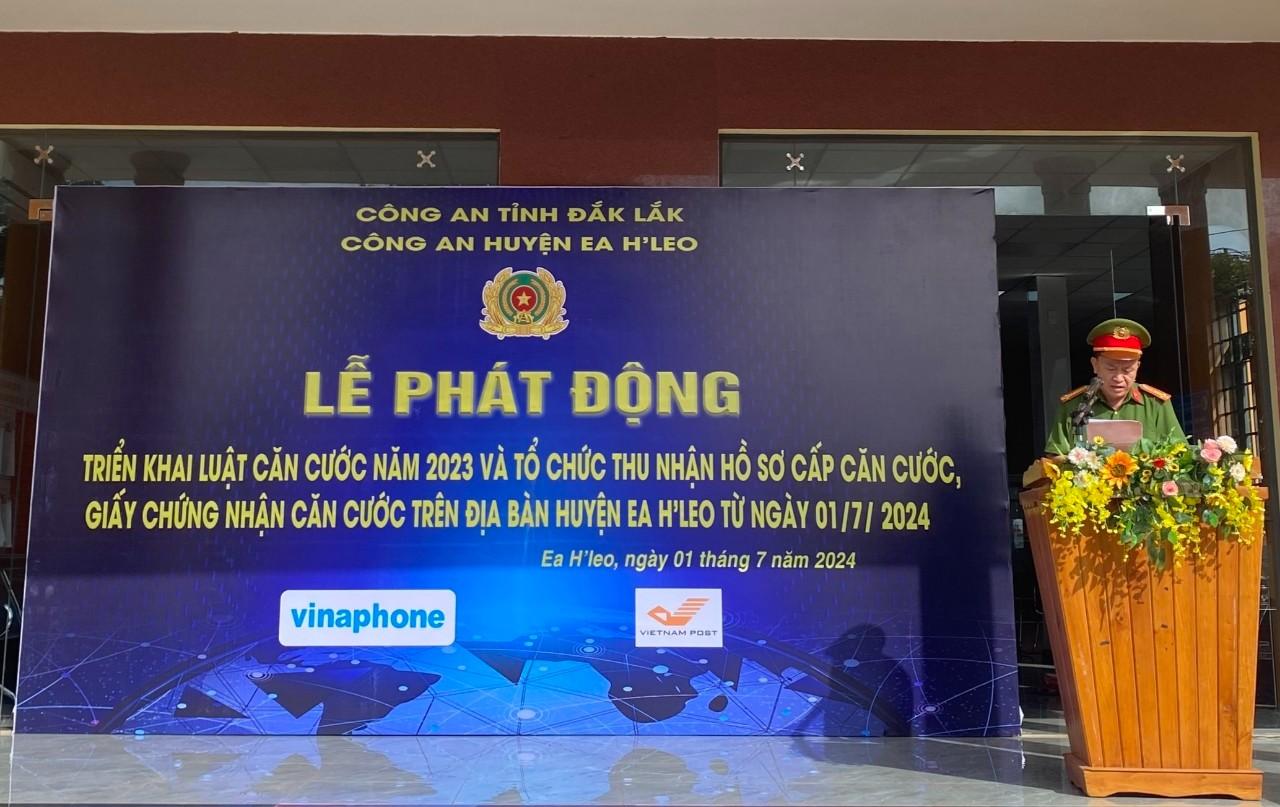 CÔNG AN TỈNH ĐẮK LẮK
CÔNG AN HUYỆN EA H'LEO
LỄ PHÁT ĐỘNG
TRIỂN KHAI LUẬT CĂN CƯỚC NĂM 2023 VÀ TỔ CHỨC THU NHẬN HỒ SƠ CẤP CĂN CƯỚC,
GIẤY CHỨNG NHẬN CĂN CƯỚC TRÊN ĐỊA BÀN HUYỆN EA H'LEO TỪ NGÀY 01/7/ 2024
Ea H'leo, ngày 01 tháng 7 năm 2024
vinaphone
VIETNAM POST